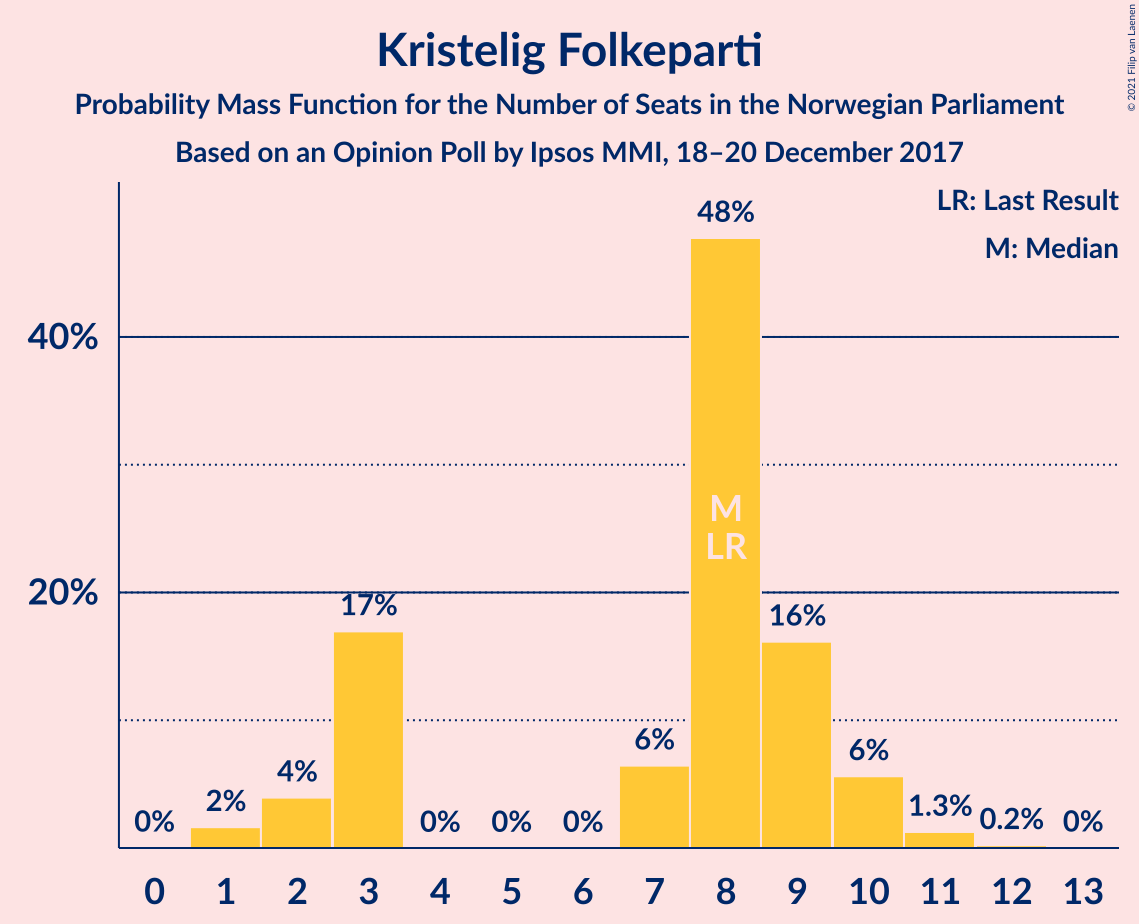 © 2021 Filip van Laenen
Kristelig Folkeparti
Probability Mass Function for the Number of Seats in the Norwegian Parliament
Based on an Opinion Poll by Ipsos MMI, 18–20 December 2017
LR: Last Result
M: Median
48%
40%
M
LR
20%
17%
16%
6%
6%
4%
2%
1.3%
0.2%
0%
0%
0%
0%
0%
0 1 2 3 4 5 6 7 8 9 10 11 12 13